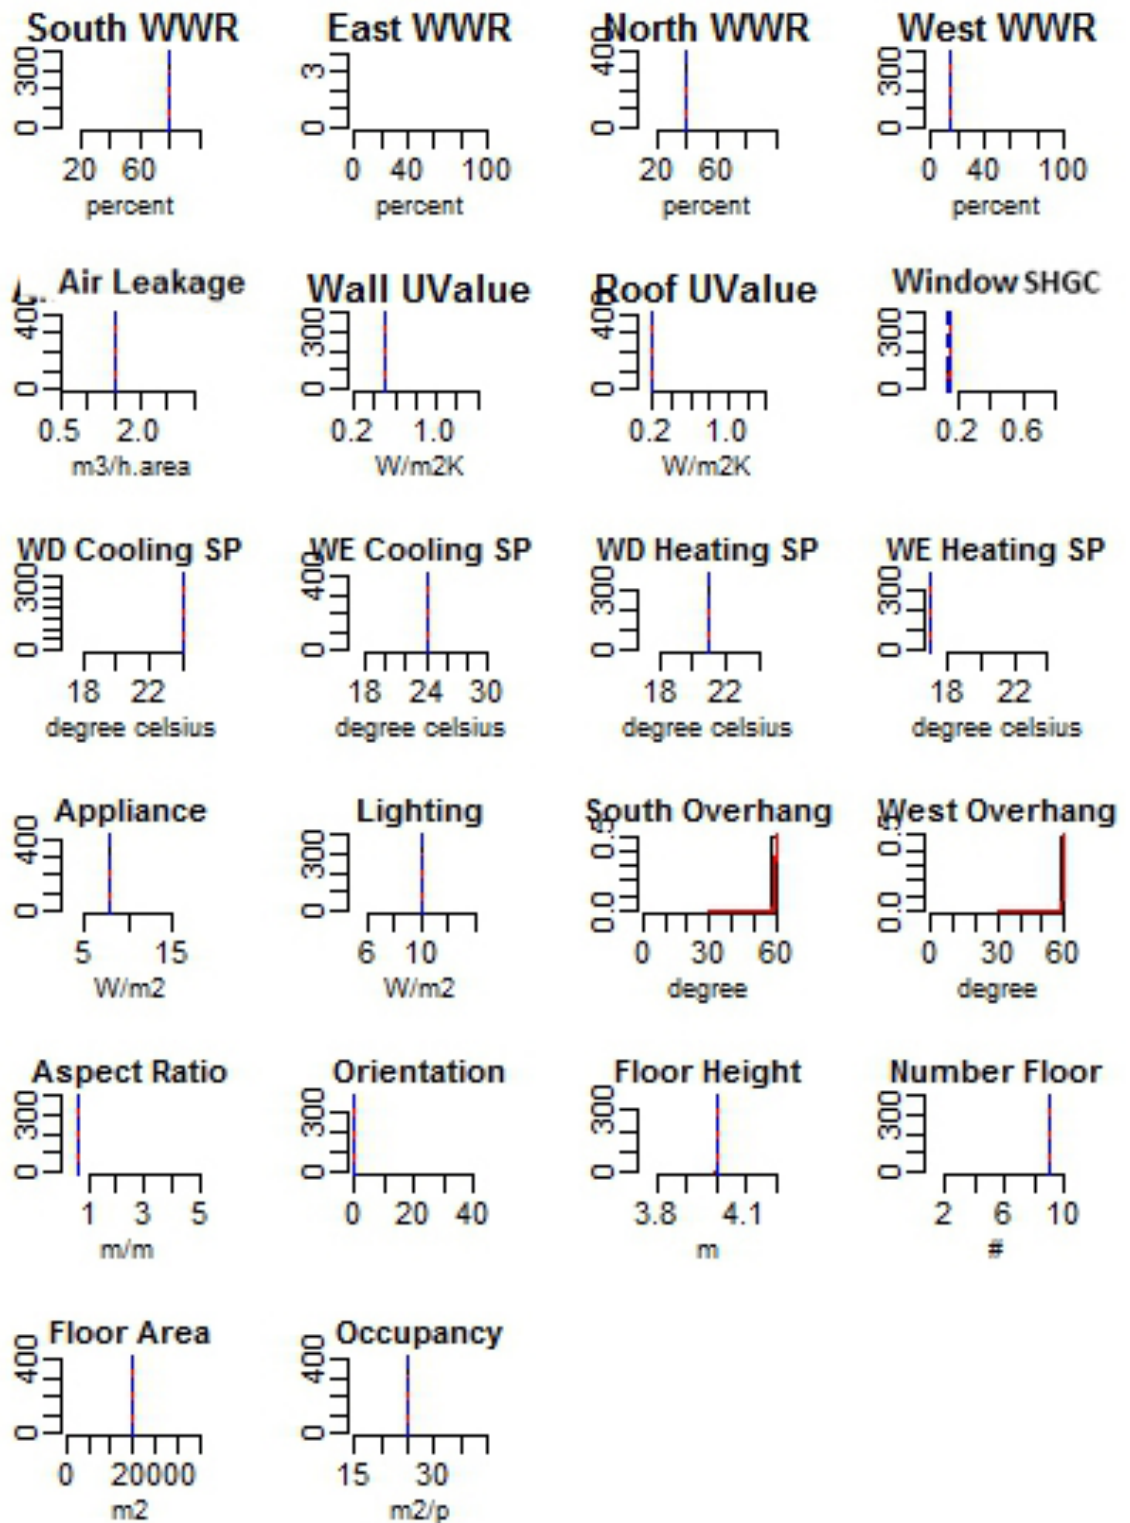 South WWR East WWR North WWR West WWR
300 3 400 300
0 0 0 0
20 60 0 40 100 20 60 0 40 100
percent percent percent percent
A.. Air Leakage Wall UValue Roof UValue Window SHGC
400 300 400 300
0 0 0 0
0.5 2.0 0.2 1.0 0.2 1.0 0.2 0.6
m3/h.area W/m2K W/m2K
WD Cooling SP WE Cooling SP WD Heating SP WE Heating SP
300 400 300 300
0 0 0 0
18 22 18 24 30 18 22 18 22
degree celsius degree celsius degree celsius degree celsius
Appliance Lighting South Overhang West Overhang
400 300 0.5 0.5
0 0 0.0 0.0
5 15 6 10 0 30 60 0 30 60
W/m2 W/m2 degree degree
Aspect Ratio Orientation Floor Height Number Floor
300 300 300 300
0 0 0 0
1 3 5 0 20 40 3.8 4.1 2 6 10
m/m m #
Floor Area Occupancy
400 400
0 0
0 20000 15 30
m2 m2/p